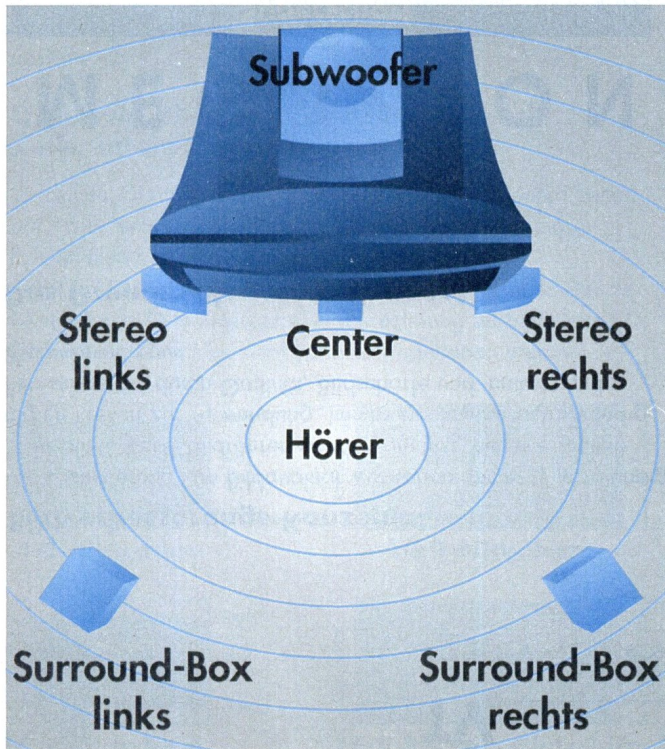 Subwoofer
Stereo
links
Center
Stereo
rechts
Hörer
Surround-Box
links
Surround-Box
rechts